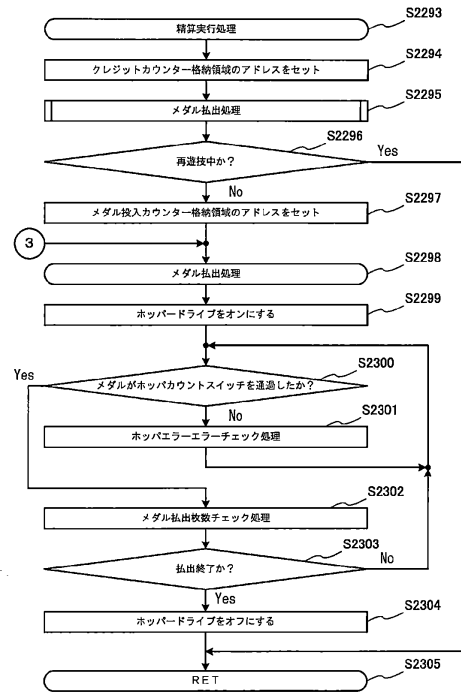 精算実行処理
S2293
クレジットカウンター格納領域のアドレスをセット
S2294
メダル払出処理
S2295
再遊技中か?
S2296
Yes
No
メダル投入カウンター格納領域のアドレスをセット
S2297
3
メダル払出処理
S2298
ホッパードライブをオンにする
S2299
メダルがホッパカウントスイッチを通過したか?
S2300
Yes
No
ホッパエラーエラーチェック処理
S2301
メダル払出枚数チェック処理
S2302
払出終了か?
S2303
No
Yes
ホッパードライブをオフにする
S2304
RET
S2305